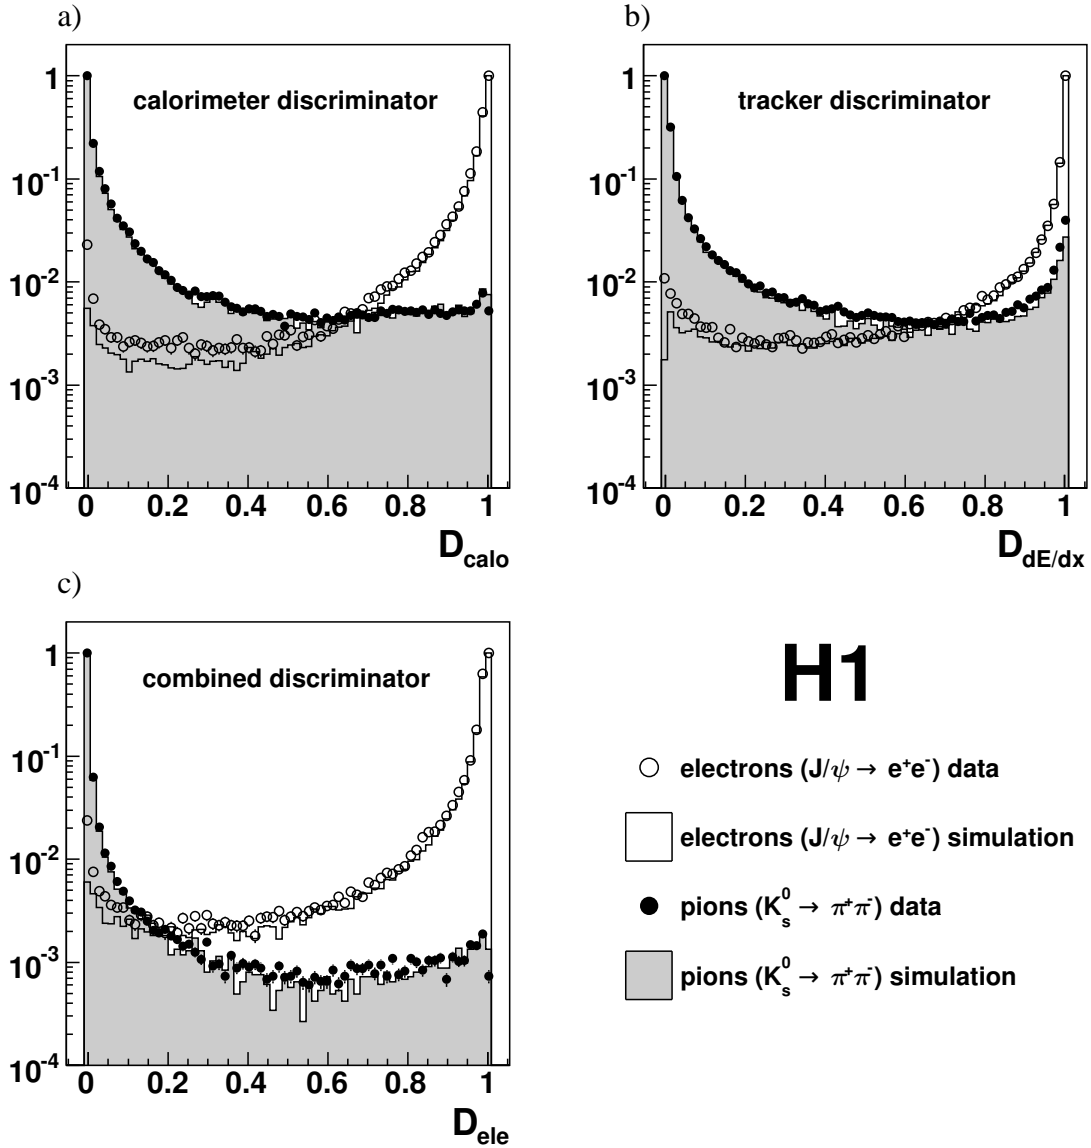 a)
calorimeter discriminator
1
10⁻¹
10⁻²
10⁻³
10⁻⁴
0 0.2 0.4 0.6 0.8 1
D_calo
b)
tracker discriminator
1
10⁻¹
10⁻²
10⁻³
10⁻⁴
0 0.2 0.4 0.6 0.8 1
D_dE/dx
c)
combined discriminator
1
10⁻¹
10⁻²
10⁻³
10⁻⁴
0 0.2 0.4 0.6 0.8 1
D_ele
H1
electrons (J/ψ → e⁺e⁻) data
electrons (J/ψ → e⁺e⁻) simulation
pions (K⁰_s → π⁺π⁻) data
pions (K⁰_s → π⁺π⁻) simulation